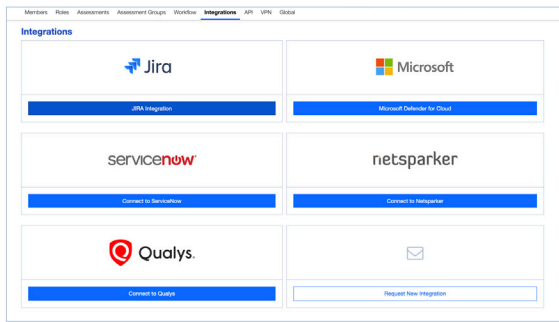 Members Roles Assessments Assessment Groups Workflow Integrations API VPN Global
Integrations
Jira
Microsoft
JIRA Integration
Microsoft Defender for Cloud
servicenow
netsparker
Connect to ServiceNow
Connect to Netsparker
Qualys.
Connect to Qualys
Request New Integration